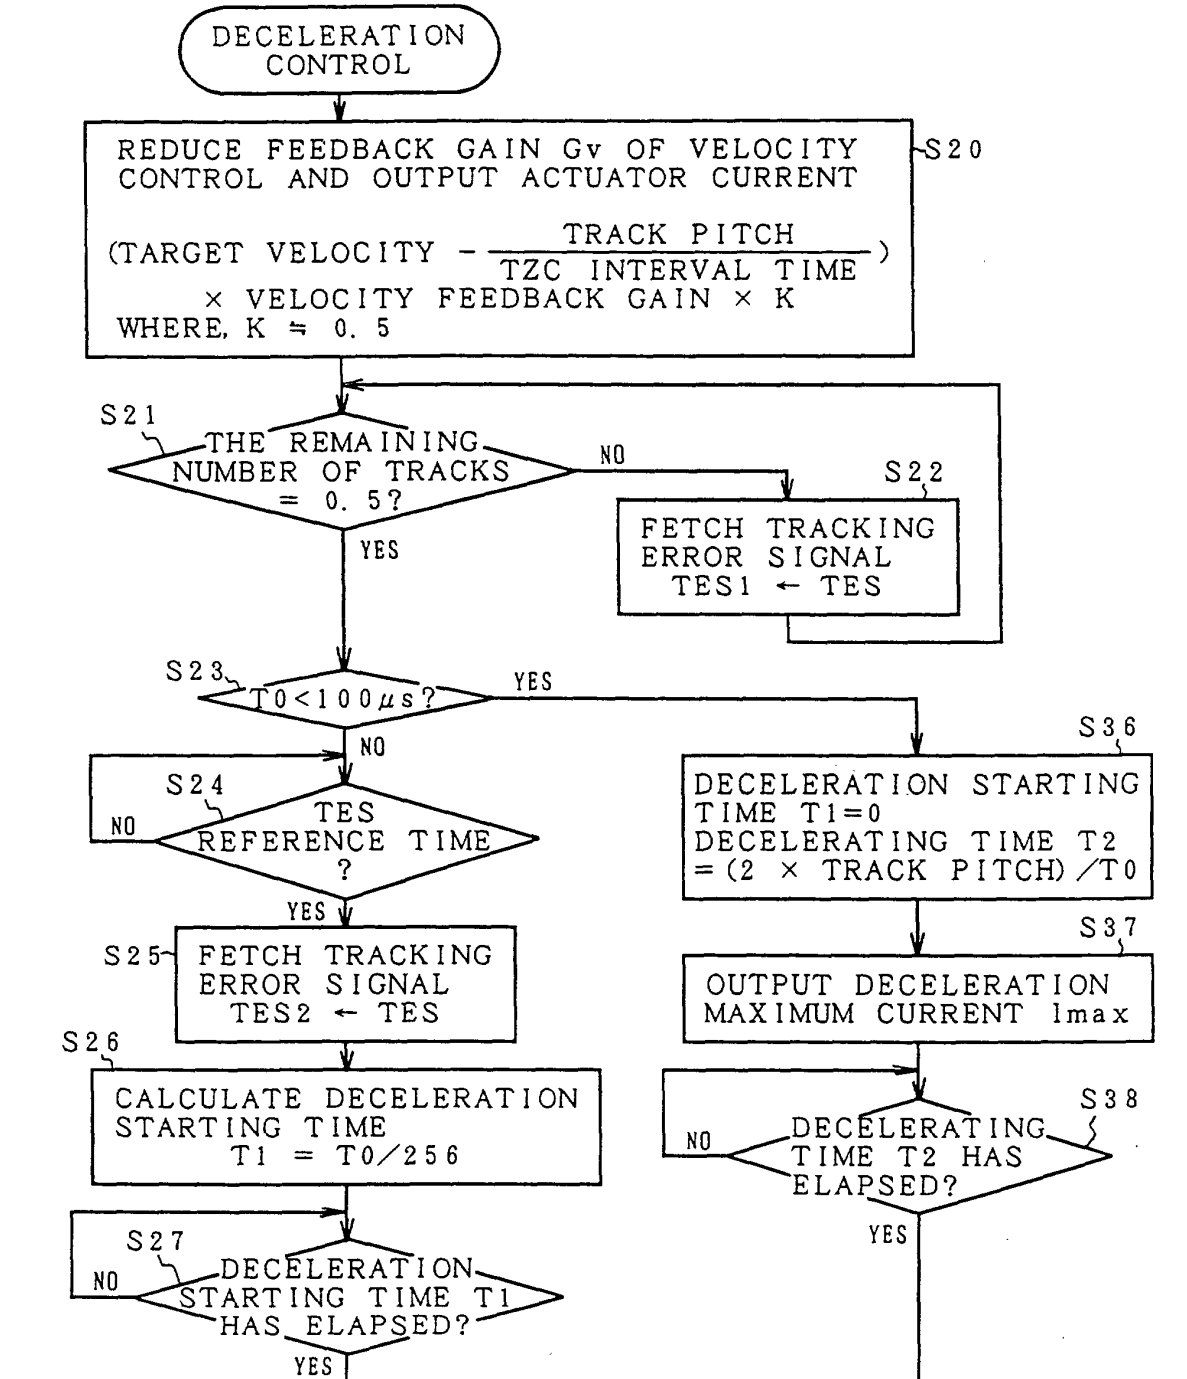 DECELERATION
CONTROL
REDUCE FEEDBACK GAIN Gv OF VELOCITY
CONTROL AND OUTPUT ACTUATOR CURRENT
S20
(TARGET VELOCITY - TRACK PITCH / TZC INTERVAL TIME)
× VELOCITY FEEDBACK GAIN × K
WHERE, K ≒ 0.5
S21
THE REMAINING
NUMBER OF TRACKS
= 0.5?
NO
YES
S22
FETCH TRACKING
ERROR SIGNAL
TES1 ← TES
S23
T0<100μs?
YES
NO
S24
TES
REFERENCE TIME
?
NO
YES
S25
FETCH TRACKING
ERROR SIGNAL
TES2 ← TES
S26
CALCULATE DECELERATION
STARTING TIME
T1 = T0/256
S27
DECELERATION
STARTING TIME T1
HAS ELAPSED?
NO
YES
S36
DECELERATION STARTING
TIME T1=0
DECELERATING TIME T2
=(2 × TRACK PITCH)/T0
S37
OUTPUT DECELERATION
MAXIMUM CURRENT Imax
S38
DECELERATING
TIME T2 HAS
ELAPSED?
NO
YES